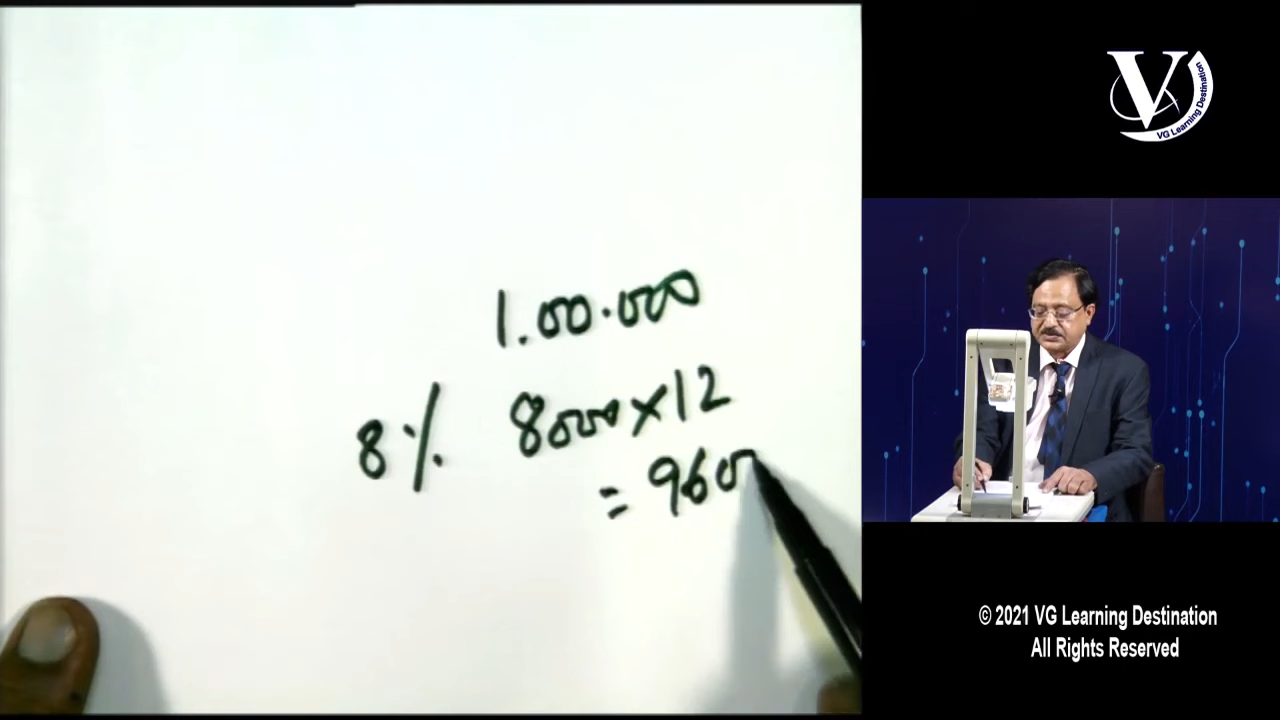 1.00.000
8% 8000×12
= 9600
V
VG Learning Destination
© 2021 VG Learning Destination
All Rights Reserved